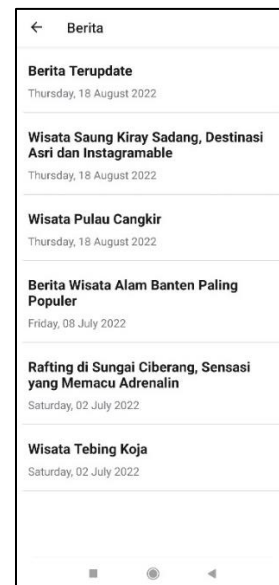 Berita
Berita Terupdate
Thursday, 18 August 2022
Wisata Saung Kiray Sadang, Destinasi
Asri dan Instagramable
Thursday, 18 August 2022
Wisata Pulau Cangkir
Thursday, 18 August 2022
Berita Wisata Alam Banten Paling
Populer
Friday, 08 July 2022
Rafting di Sungai Ciberang, Sensasi
yang Memacu Adrenalin
Saturday, 02 July 2022
Wisata Tebing Koja
Saturday, 02 July 2022